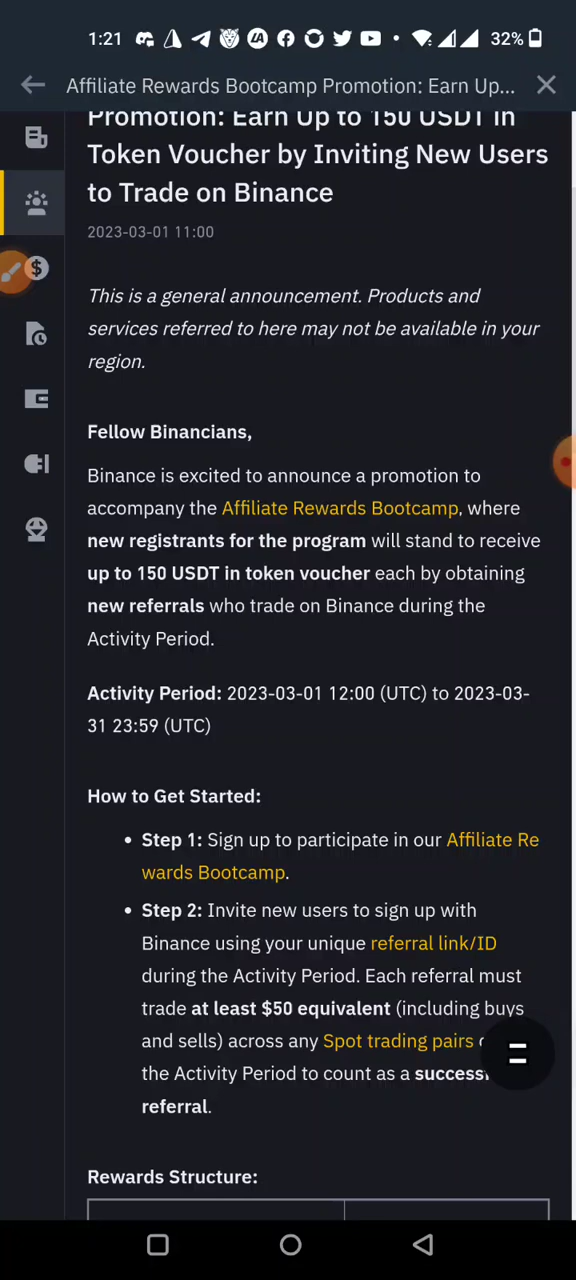 1:21
32%
Affiliate Rewards Bootcamp Promotion: Earn Up...
Promotion: Earn Up to 150 USDT in
Token Voucher by Inviting New Users
to Trade on Binance
2023-03-01 11:00
This is a general announcement. Products and
services referred to here may not be available in your
region.
Fellow Binancians,
Binance is excited to announce a promotion to
accompany the Affiliate Rewards Bootcamp, where
new registrants for the program will stand to receive
up to 150 USDT in token voucher each by obtaining
new referrals who trade on Binance during the
Activity Period.
Activity Period: 2023-03-01 12:00 (UTC) to 2023-03-
31 23:59 (UTC)
How to Get Started:
• Step 1: Sign up to participate in our Affiliate Re
wards Bootcamp.
• Step 2: Invite new users to sign up with
Binance using your unique referral link/ID
during the Activity Period. Each referral must
trade at least $50 equivalent (including buys
and sells) across any Spot trading pairs
the Activity Period to count as a
referral.
Rewards Structure: